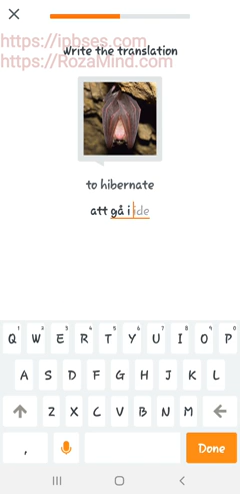 https://ipbses.com
Write the translation
https://RozaMind.com
to hibernate
att gå i ide
Q W E R T Y U I O P
A S D F G H J K L
Z X C V B N M
, Done